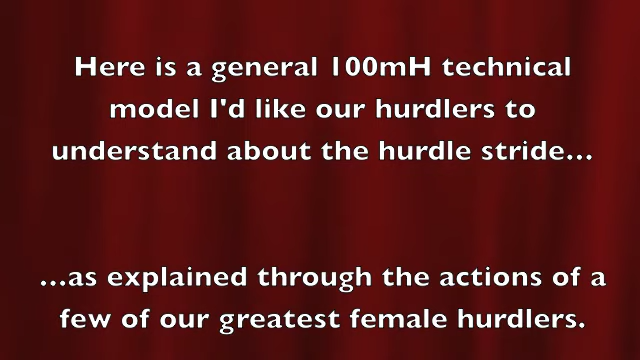 Here is a general 100mH technical
model I'd like our hurdlers to
understand about the hurdle stride...
...as explained through the actions of a
few of our greatest female hurdlers.